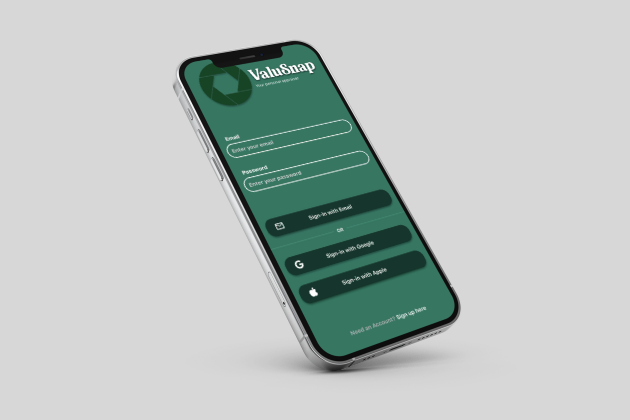 ValuSnap
Your personal appraiser
Email
Enter your email
Password
Enter your password
Sign-in with Email
OR
Sign-in with Google
Sign-in with Apple
Need an Account? Sign up here